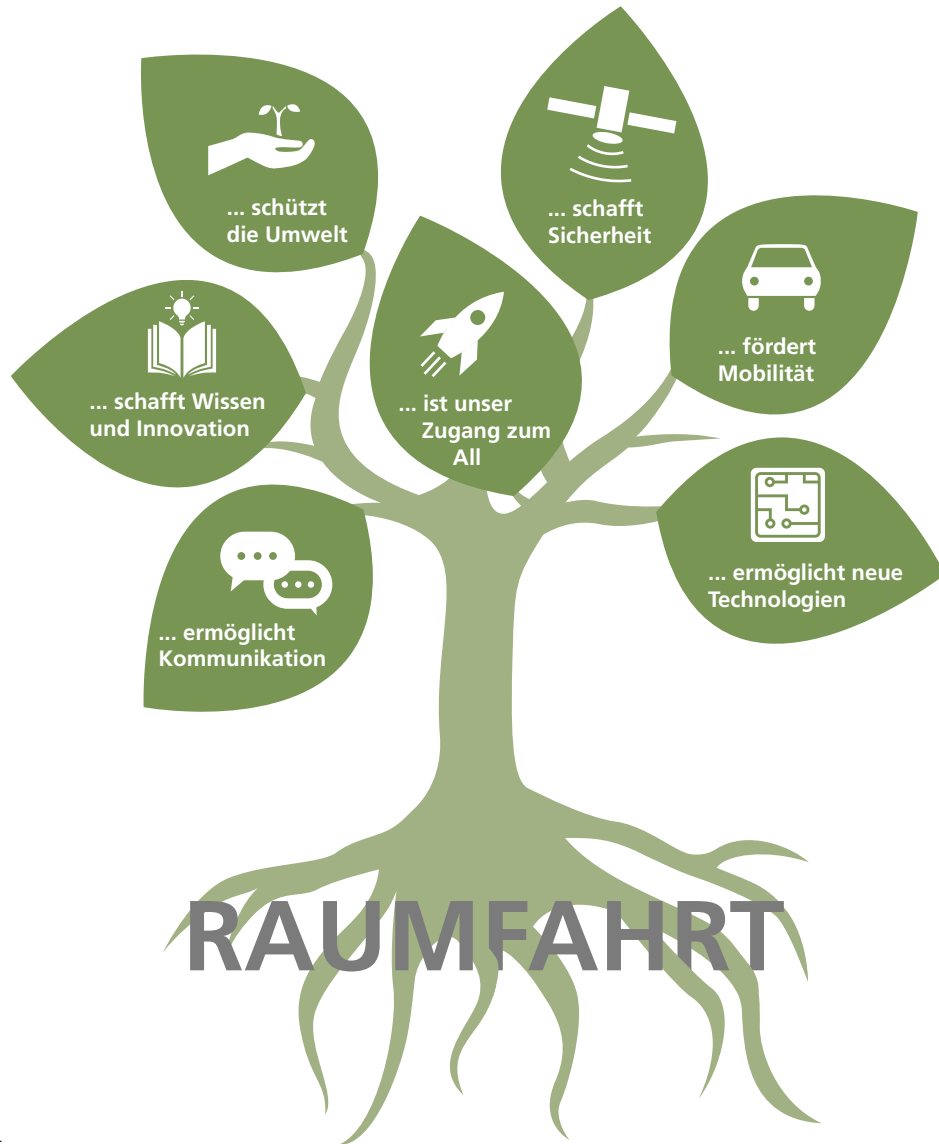 ... schützt
die Umwelt
... schafft
Sicherheit
... fördert
Mobilität
... schafft Wissen
und Innovation
... ist unser
Zugang zum
All
... ermöglicht neue
Technologien
... ermöglicht
Kommunikation
RAUMFAHRT